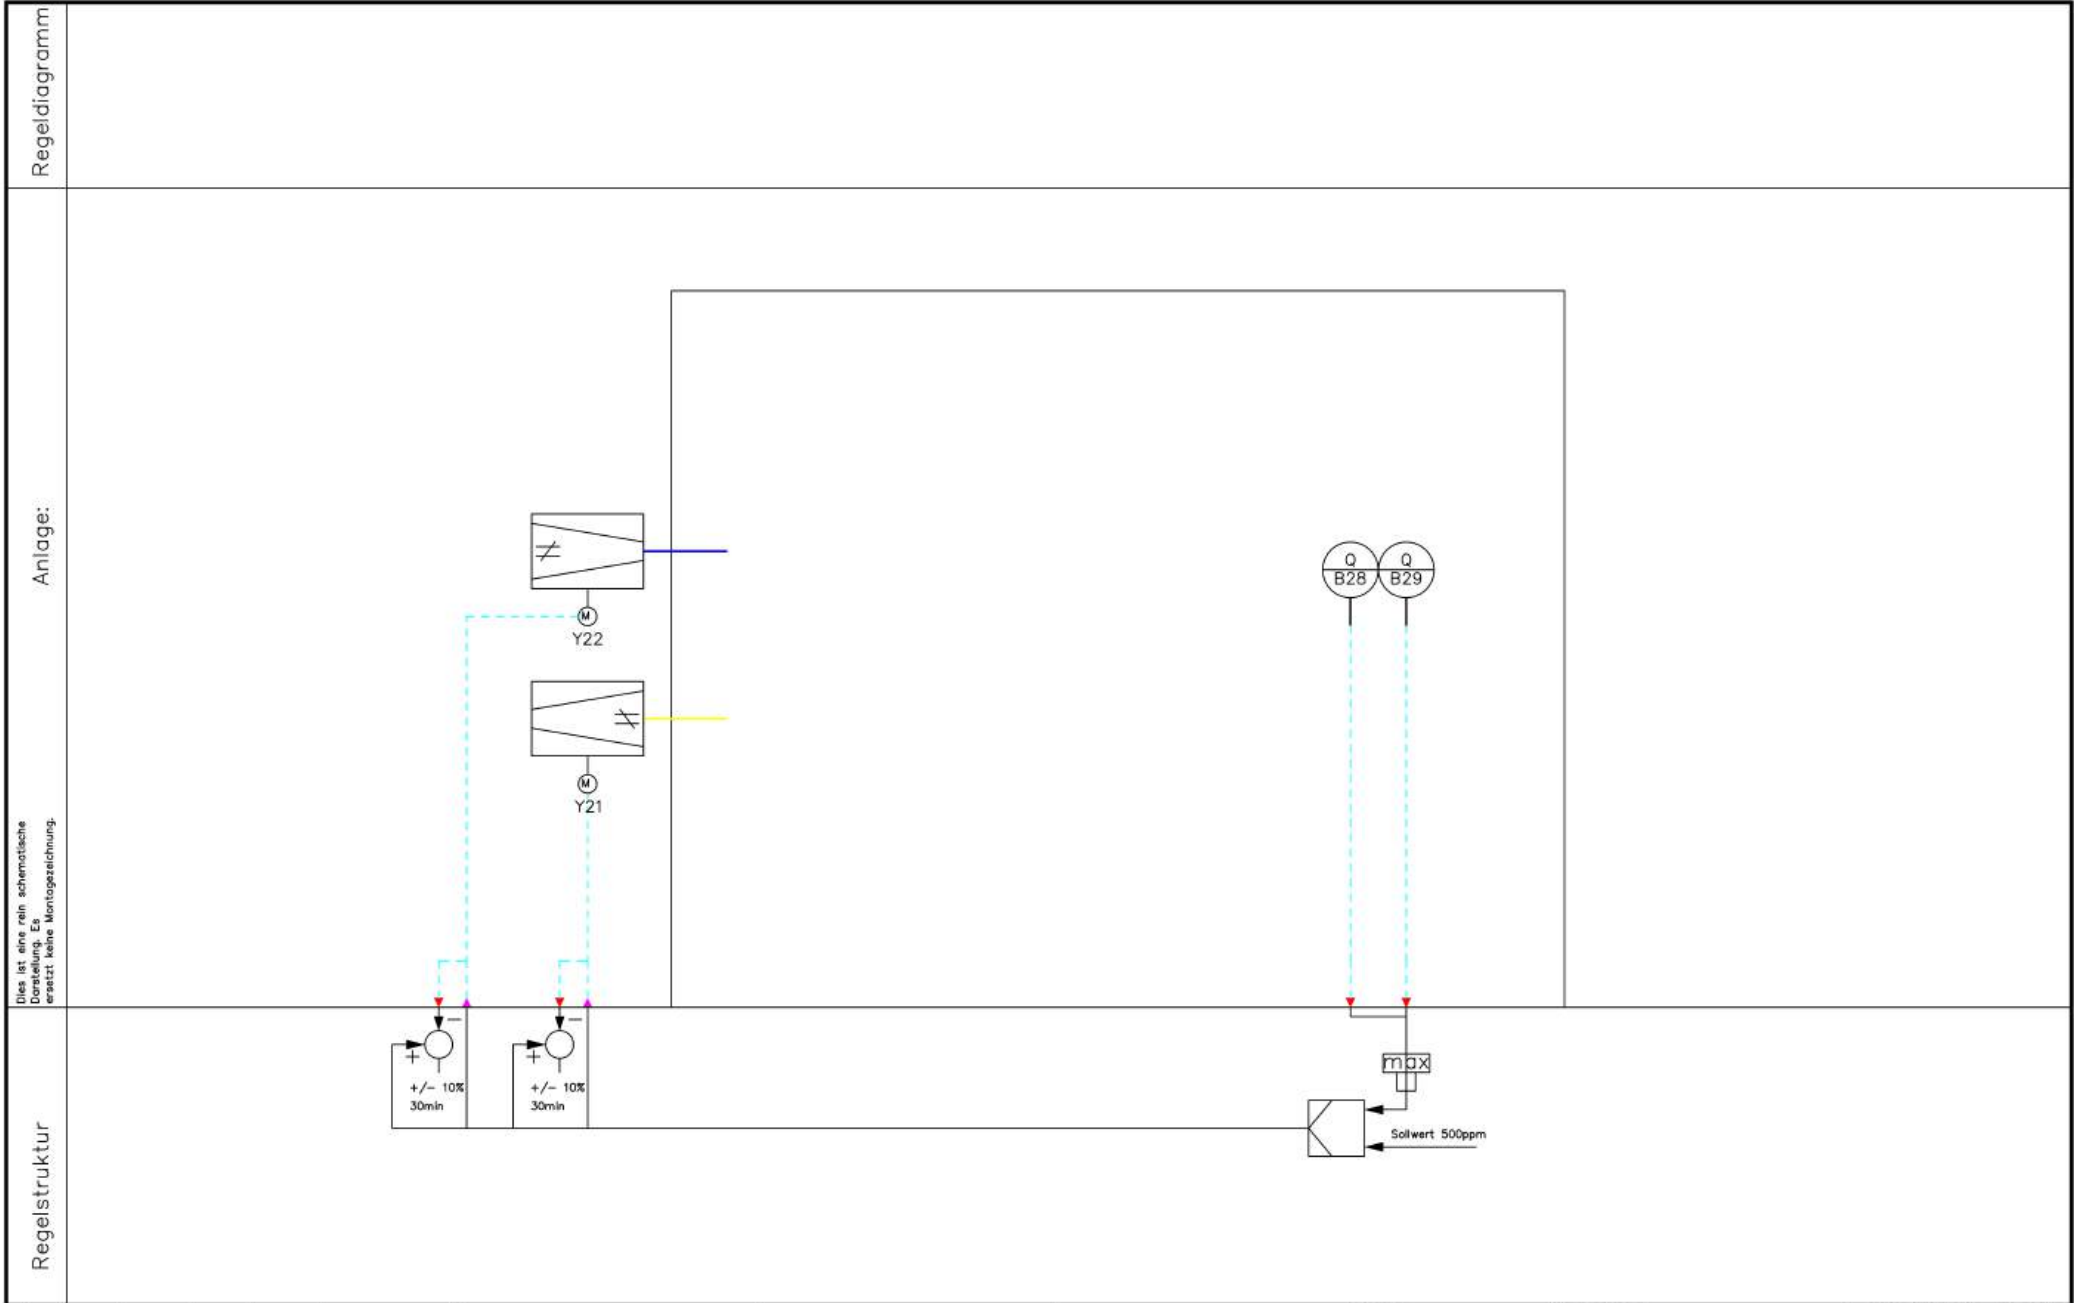 Regeldiagramm
Anlage:
Dies ist eine rein schematische
Darstellung. Es
ersetzt keine Montagezeichnung.
Regelstruktur
M
Y22
M
Y21
Q
B28
Q
B29
−
+
+/− 10%
30min
−
+
+/− 10%
30min
max
Sollwert 500ppm